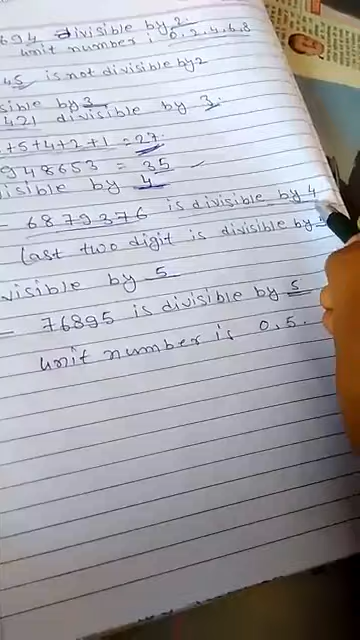 694 divisible by 2.
unit number is 0, 2, 4, 6, 8
45 is not divisible by 2
sible by 3
421 divisible by 3.
+5+4+2+1 = 27
948653 = 35
visible by 4
- 6879376 is divisible by 4
Last two digit is divisible by
visible by 5
- 76895 is divisible by 5
unit number is 0, 5.